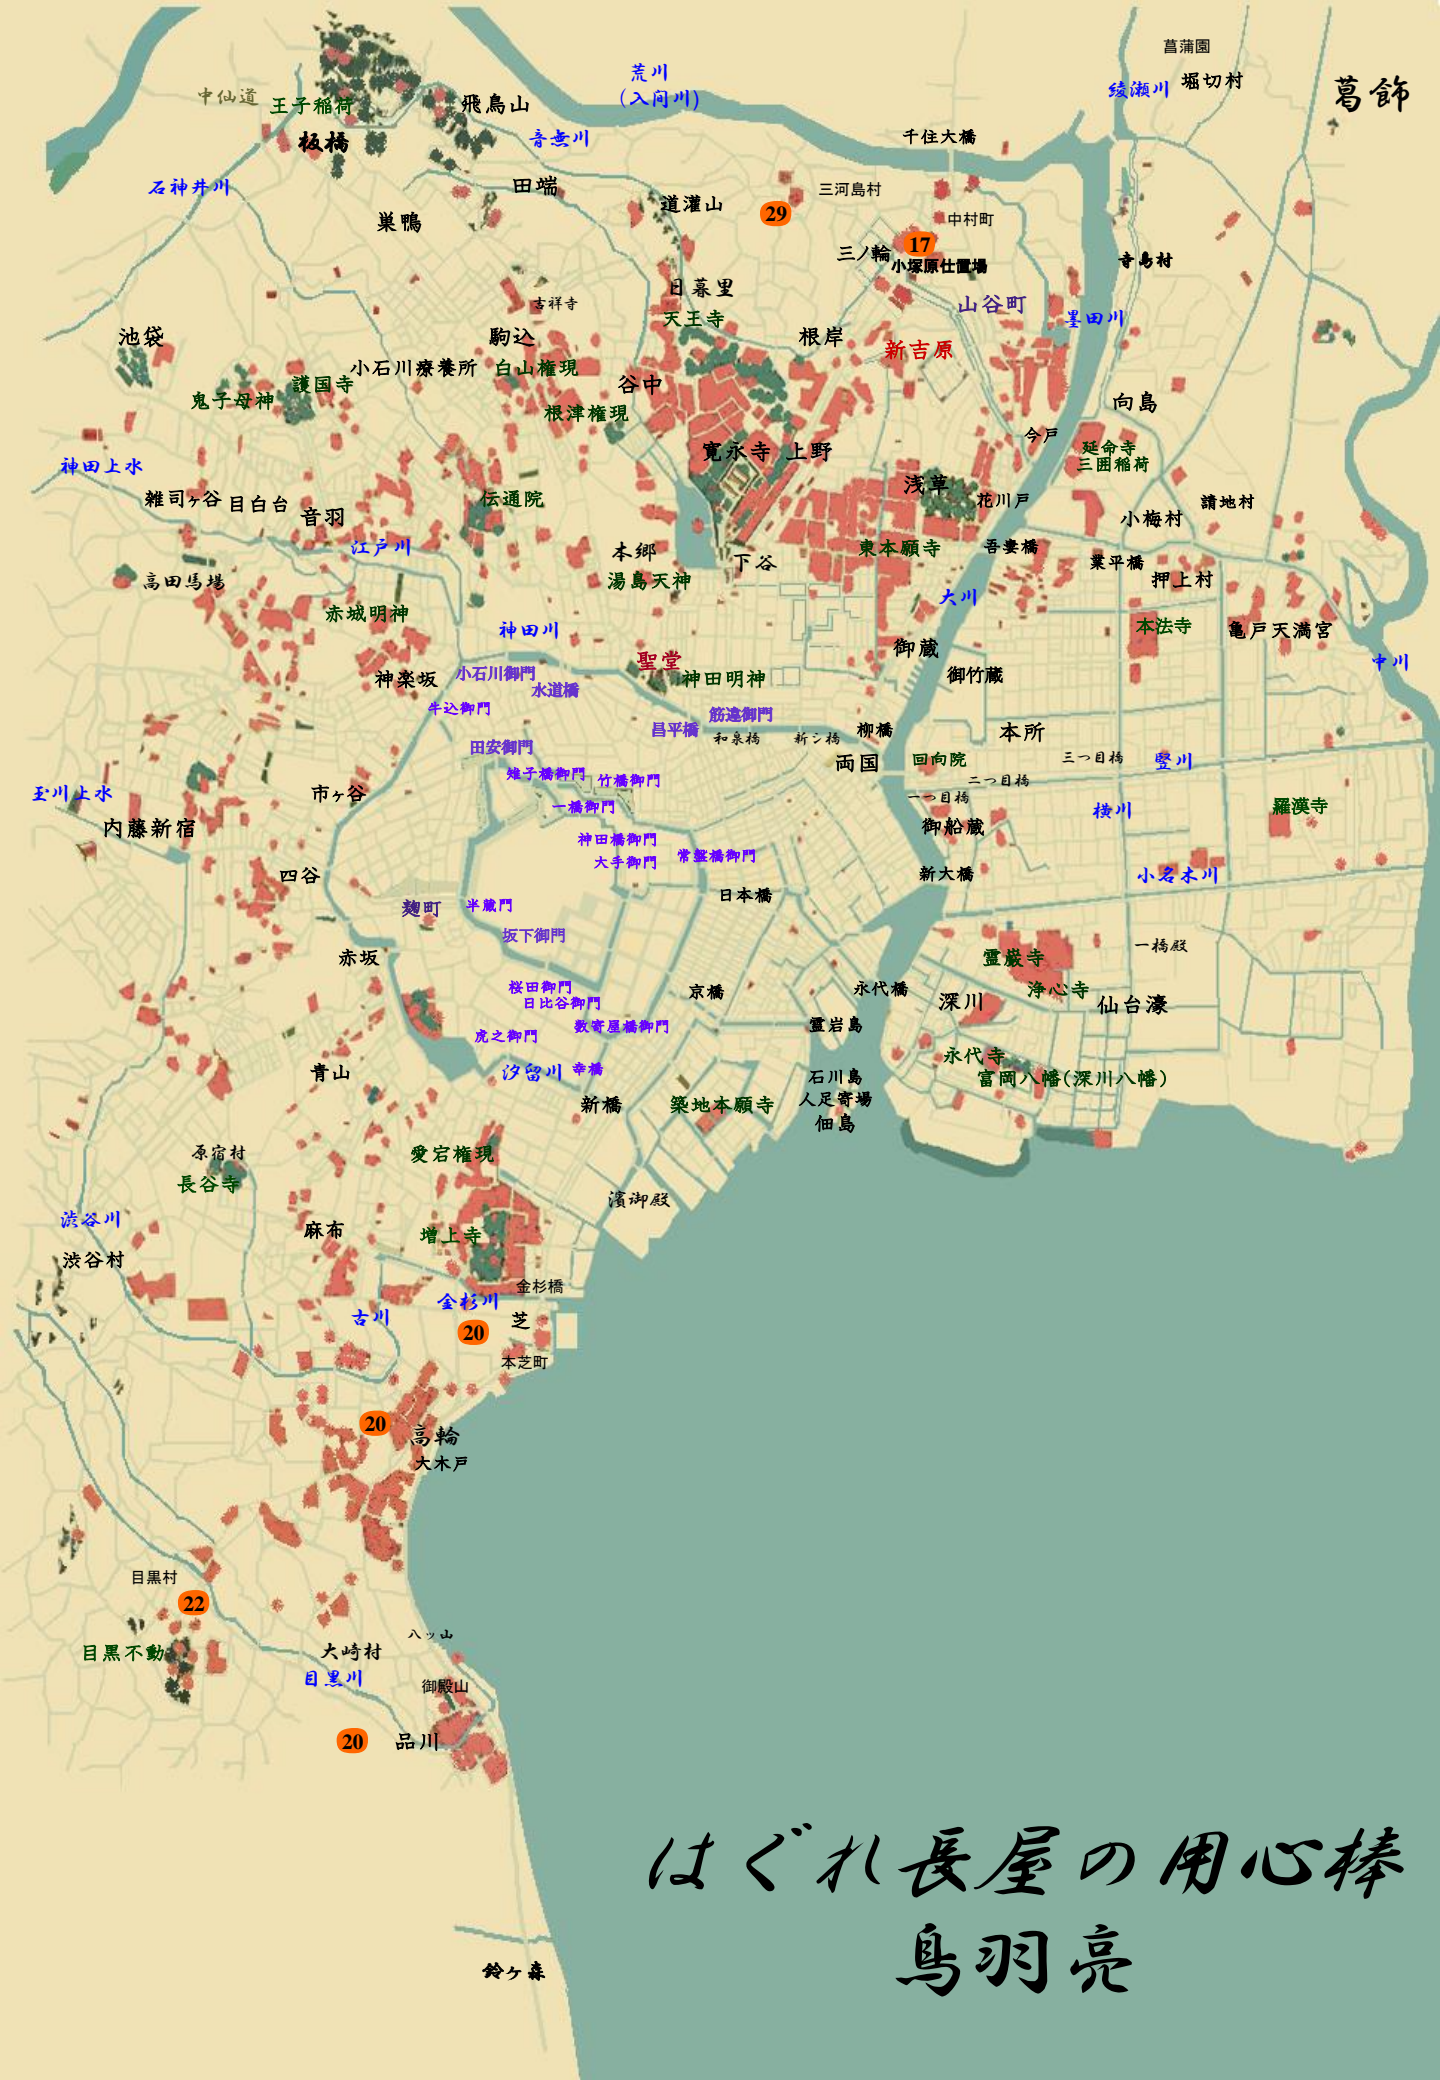 菖蒲園
荒川
(入间川)
綾瀬川
堀切村
葛飾
中仙道
王子稲荷
飛鳥山
板橋
音無川
千住大橋
石神井川
田端
道灌山
29
三河島村
巣鴨
中村町
17
三ノ輪
小塚原仕置場
寺島村
日暮里
吉祥寺
山谷町
天王寺
墨田川
池袋
駒込
根岸
新吉原
小石川療養所
白山権現
護国寺
谷中
鬼子母神
根津権現
向島
今戸
寛永寺
上野
延命寺
三囲稲荷
神田上水
浅草
雑司ヶ谷
目白台
伝通院
花川戸
請地村
音羽
小梅村
江戸川
本郷
下谷
東本願寺
吾妻橋
業平橋
高田馬場
湯島天神
押上村
大川
赤城明神
本法寺
亀戸天満宮
神田川
御蔵
聖堂
中川
神楽坂
小石川御門
水道橋
神田明神
御竹蔵
牛込御門
筋違御門
昌平橋
和泉橋
新シ橋
柳橋
本所
田安御門
両国
回向院
三つ目橋
竪川
雉子橋御門
竹橋御門
二つ目橋
玉川上水
市ヶ谷
一橋御門
一つ目橋
横川
羅漢寺
内藤新宿
神田橋御門
御船蔵
大手御門
常盤橋御門
四谷
新大橋
小名木川
日本橋
麹町
半蔵門
坂下御門
一橋殿
赤坂
霊巌寺
桜田御門
京橋
永代橋
浄心寺
日比谷御門
深川
仙台濠
数寄屋橋御門
霊岩島
虎之御門
永代寺
青山
汐留川
幸橋
石川島
富岡八幡(深川八幡)
新橋
築地本願寺
人足寄場
佃島
原宿村
愛宕権現
長谷寺
濱御殿
渋谷川
麻布
増上寺
渋谷村
金杉橋
金杉川
古川
芝
20
本芝町
20
高輪
大木戸
目黒村
22
八ッ山
目黒不動
大崎村
目黒川
御殿山
20
品川
はぐれ長屋の用心棒
鳥羽亮
鈴ヶ森